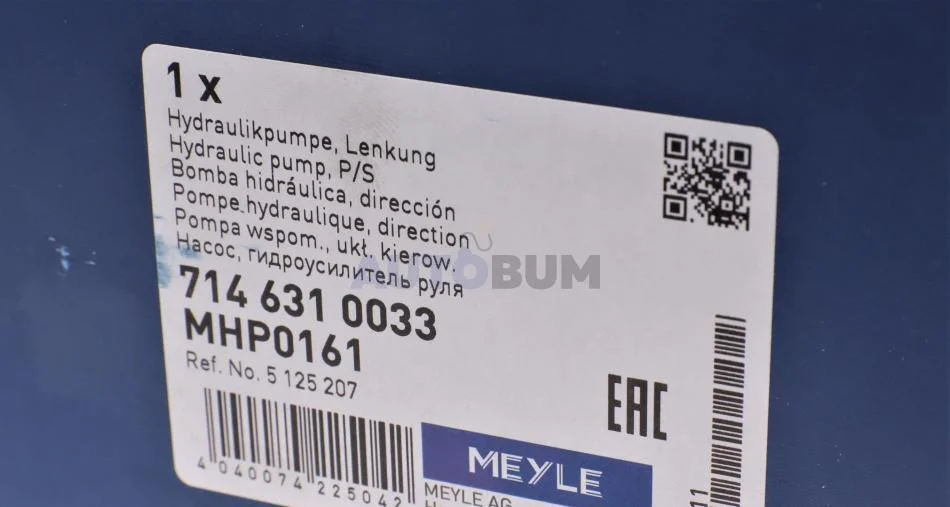 1 x
Hydraulikpumpe, Lenkung
Hydraulic pump, P/S
Bomba hidráulica, dirección
Pompe hydraulique, direction
Pompa wspom., ukł. kierow.
Насос, гидроусилитель руля
AUTOBUM
714 631 0033
MHP0161
Ref. No. 5 125 207
EAC
4 040074 225042
MEYLE
MEYLE AG
11